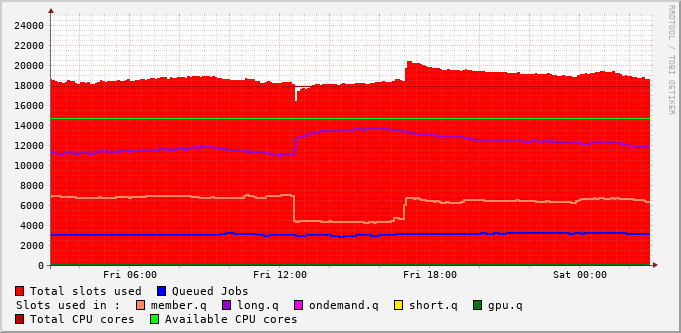 RRDTOOL / TOBI OETIKER
24000
22000
20000
18000
16000
14000
12000
10000
8000
6000
4000
2000
0
Fri 06:00 Fri 12:00 Fri 18:00 Sat 00:00
Total slots used Queued Jobs
Slots used in : member.q long.q ondemand.q short.q gpu.q
Total CPU cores Available CPU cores